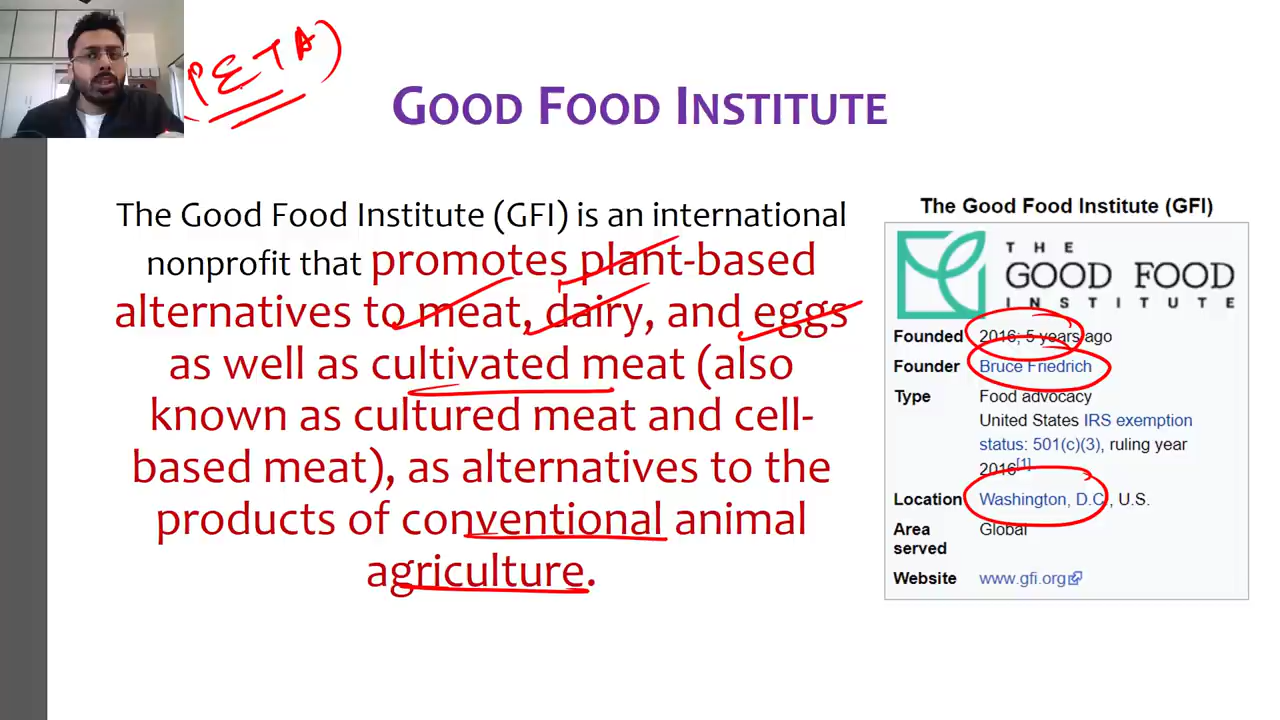 (PETA)
GOOD FOOD INSTITUTE
The Good Food Institute (GFI) is an international
nonprofit that promotes plant-based
alternatives to meat, dairy, and eggs
as well as cultivated meat (also
known as cultured meat and cell-
based meat), as alternatives to the
products of conventional animal
agriculture.
The Good Food Institute (GFI)
THE
GOOD FOOD
INSTITUTE
Founded 2016; 5 years ago
Founder Bruce Friedrich
Type Food advocacy
United States IRS exemption
status: 501(c)(3), ruling year
2016[1]
Location Washington, D.C., U.S.
Area served Global
Website www.gfi.org